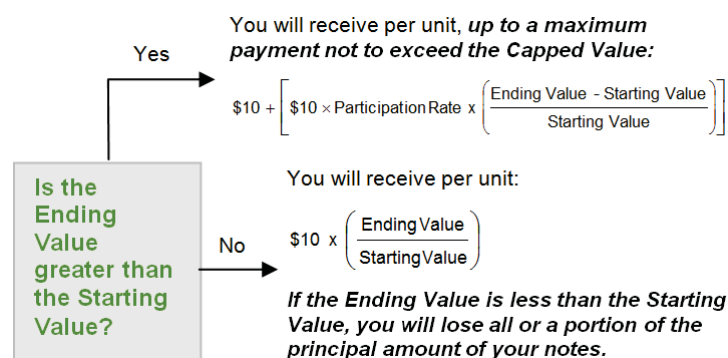 You will receive per unit, up to a maximum
payment not to exceed the Capped Value:
Yes
$10 + [ $10 × Participation Rate x ( Ending Value - Starting Value
Starting Value ) ]
Is the
Ending
Value
greater than
the Starting
Value?
No
You will receive per unit:
$10 x ( Ending Value
Starting Value )
If the Ending Value is less than the Starting
Value, you will lose all or a portion of the
principal amount of your notes.